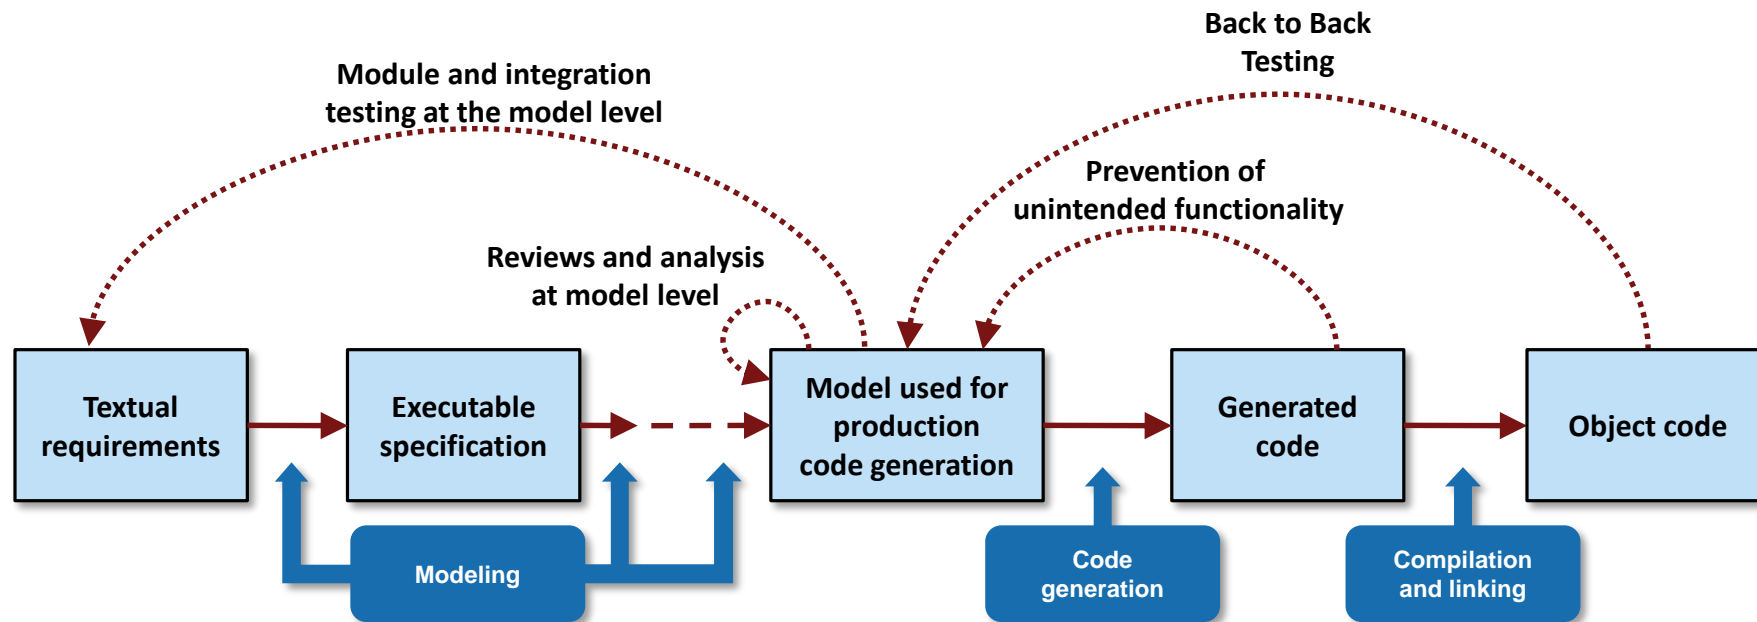 Back to Back
Testing
Module and integration
testing at the model level
Prevention of
unintended functionality
Reviews and analysis
at model level
Textual
requirements
Executable
specification
Model used for
production
code generation
Generated
code
Object code
Modeling
Code
generation
Compilation
and linking